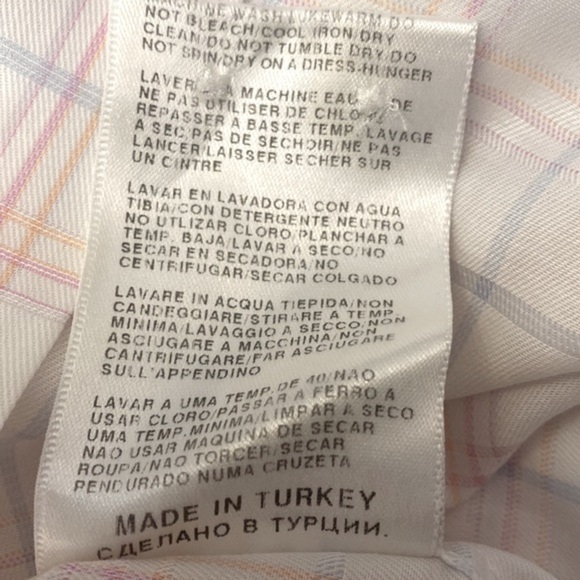 MACHINE WASH LUKEWARM/DO
NOT BLEACH/COOL IRON/DRY
CLEAN/DO NOT TUMBLE DRY/DO
NOT SPIN/DRY ON A DRESS-HUNGER
LAVER A MACHINE EAU DE
NE PAS UTILISER DE CHLORE
REPASSER A BASSE TEMP. LAVAGE
A SEC/PAS DE SECHOIR/NE PAS
LANCER/LAISSER SECHER SUR
UN CINTRE
LAVAR EN LAVADORA CON AGUA
TIBIA/CON DETERGENTE NEUTRO
NO UTLIZAR CLORO/PLANCHAR A
TEMP. BAJA/LAVAR A SECO/NO
SECAR EN SECADORA/NO
CENTRIFUGAR/SECAR COLGADO
LAVARE IN ACQUA TIEPIDA/NON
CANDEGGIARE/STIRARE A TEMP.
MINIMA/LAVAGGIO A SECCO/NON
ASCIUGARE A MACCHINA/NON
CANTRIFUGARE/FAR ASCIUGARE
SULL'APPENDINO
LAVAR A UMA TEMP. DE 40/NAO
USAR CLORO/PASSAR A FERRO A
UMA TEMP.MINIMA/LIMPAR A SECO
NAO USAR MAQUINA DE SECAR
ROUPA/NAO TORCER/SECAR
PENDURADO NUMA CRUZETA
MADE IN TURKEY
СДЕЛАНО В ТУРЦИИ.